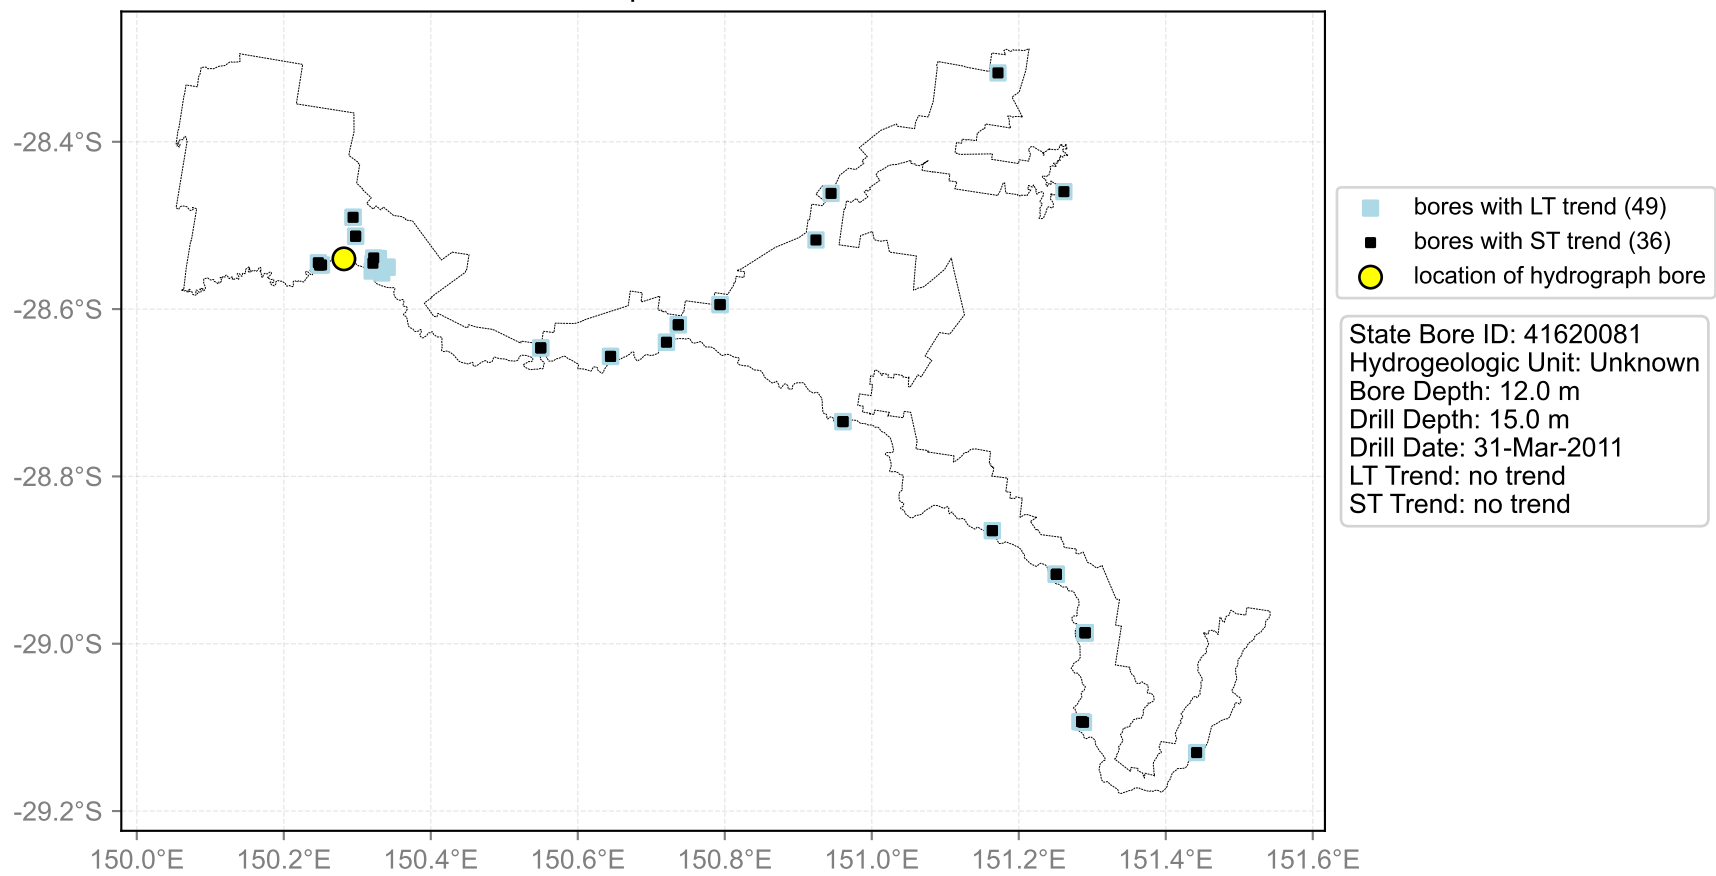 -28.4°S
-28.6°S
-28.8°S
-29.0°S
-29.2°S
150.0°E 150.2°E 150.4°E 150.6°E 150.8°E 151.0°E 151.2°E 151.4°E 151.6°E
bores with LT trend (49)
bores with ST trend (36)
location of hydrograph bore
State Bore ID: 41620081
Hydrogeologic Unit: Unknown
Bore Depth: 12.0 m
Drill Depth: 15.0 m
Drill Date: 31-Mar-2011
LT Trend: no trend
ST Trend: no trend